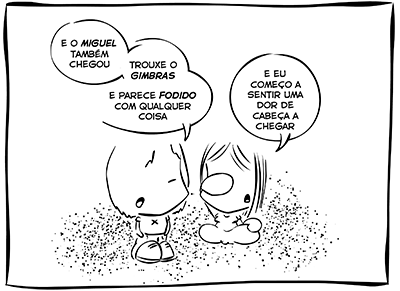 E O MIGUEL
TAMBÉM
CHEGOU
TROUXE O
GIMBRAS
E PARECE FODIDO
COM QUALQUER
COISA
E EU
COMEÇO A
SENTIR UMA
DOR DE
CABEÇA A
CHEGAR